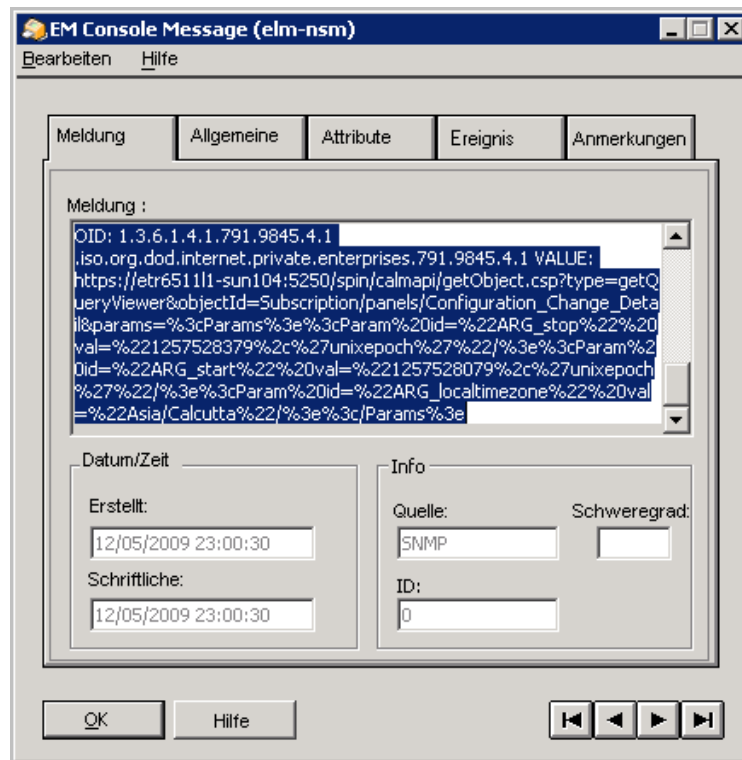 EM Console Message (elm-nsm)
Bearbeiten Hilfe
Meldung Allgemeine Attribute Ereignis Anmerkungen
Meldung :
OID: 1.3.6.1.4.1.791.9845.4.1
.iso.org.dod.internet.private.enterprises.791.9845.4.1 VALUE:
https://etr6511l1-sun104:5250/spin/calmapi/getObject.csp?type=getQ
ueryViewer&objectId=Subscription/panels/Configuration_Change_Deta
il&params=%3cParams%3e%3cParam%20id=%22ARG_stop%22%20
val=%221257528379%2c%27unixepoch%27%22/%3e%3cParam%2
0id=%22ARG_start%22%20val=%221257528079%2c%27unixepoch
%27%22/%3e%3cParam%20id=%22ARG_localtimezone%22%20val
=%22Asia/Calcutta%22/%3e%3c/Params%3e
Datum/Zeit
Erstellt:
12/05/2009 23:00:30
Schriftliche:
12/05/2009 23:00:30
Info
Quelle: Schweregrad:
SNMP
ID:
0
OK Hilfe